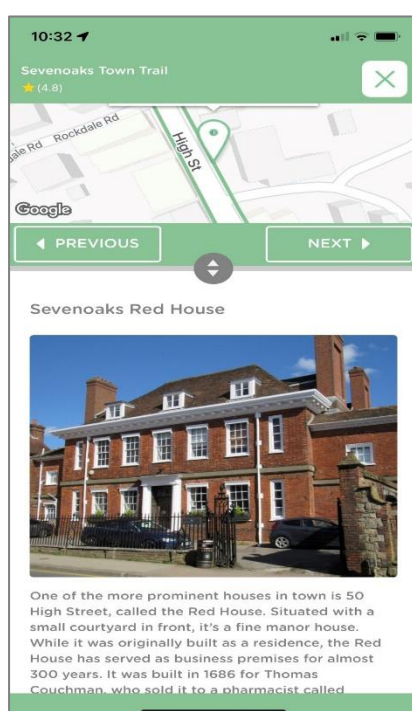 10:32
Sevenoaks Town Trail
(4.8)
Rockdale Rd
ale Rd
High St
Google
PREVIOUS
NEXT
Sevenoaks Red House
One of the more prominent houses in town is 50
High Street, called the Red House. Situated with a
small courtyard in front, it's a fine manor house.
While it was originally built as a residence, the Red
House has served as business premises for almost
300 years. It was built in 1686 for Thomas
Couchman, who sold it to a pharmacist called